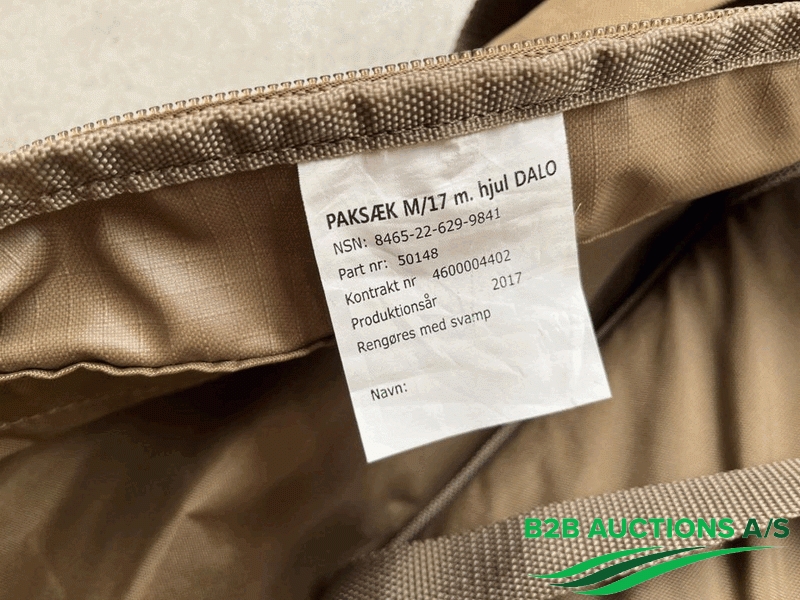 PAKSÆK M/17 m. hjul DALO
NSN: 8465-22-629-9841
Part nr: 50148
Kontrakt nr 4600004402
Produktionsår 2017
Rengøres med svamp
Navn:
B2B AUCTIONS A/S